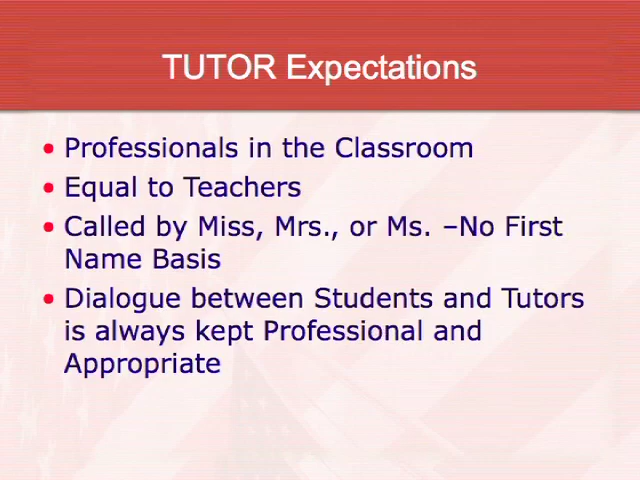 TUTOR Expectations
• Professionals in the Classroom
• Equal to Teachers
• Called by Miss, Mrs., or Ms. –No First
Name Basis
• Dialogue between Students and Tutors
is always kept Professional and
Appropriate